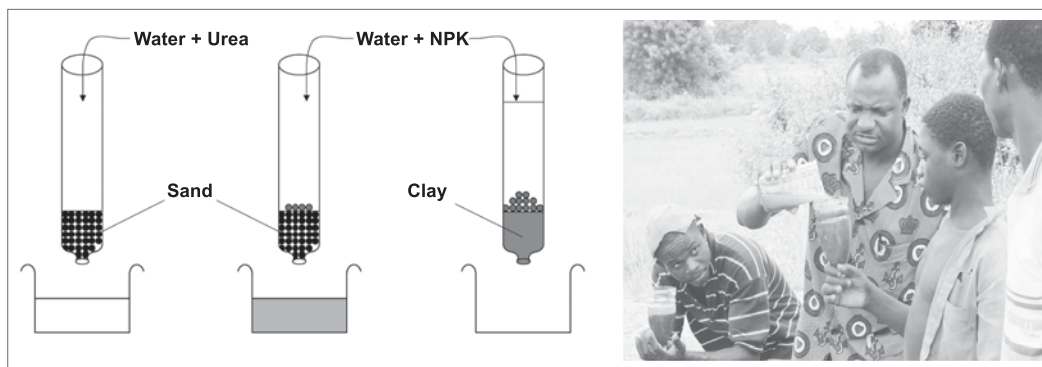 Water + Urea
Water + NPK
Sand
Clay